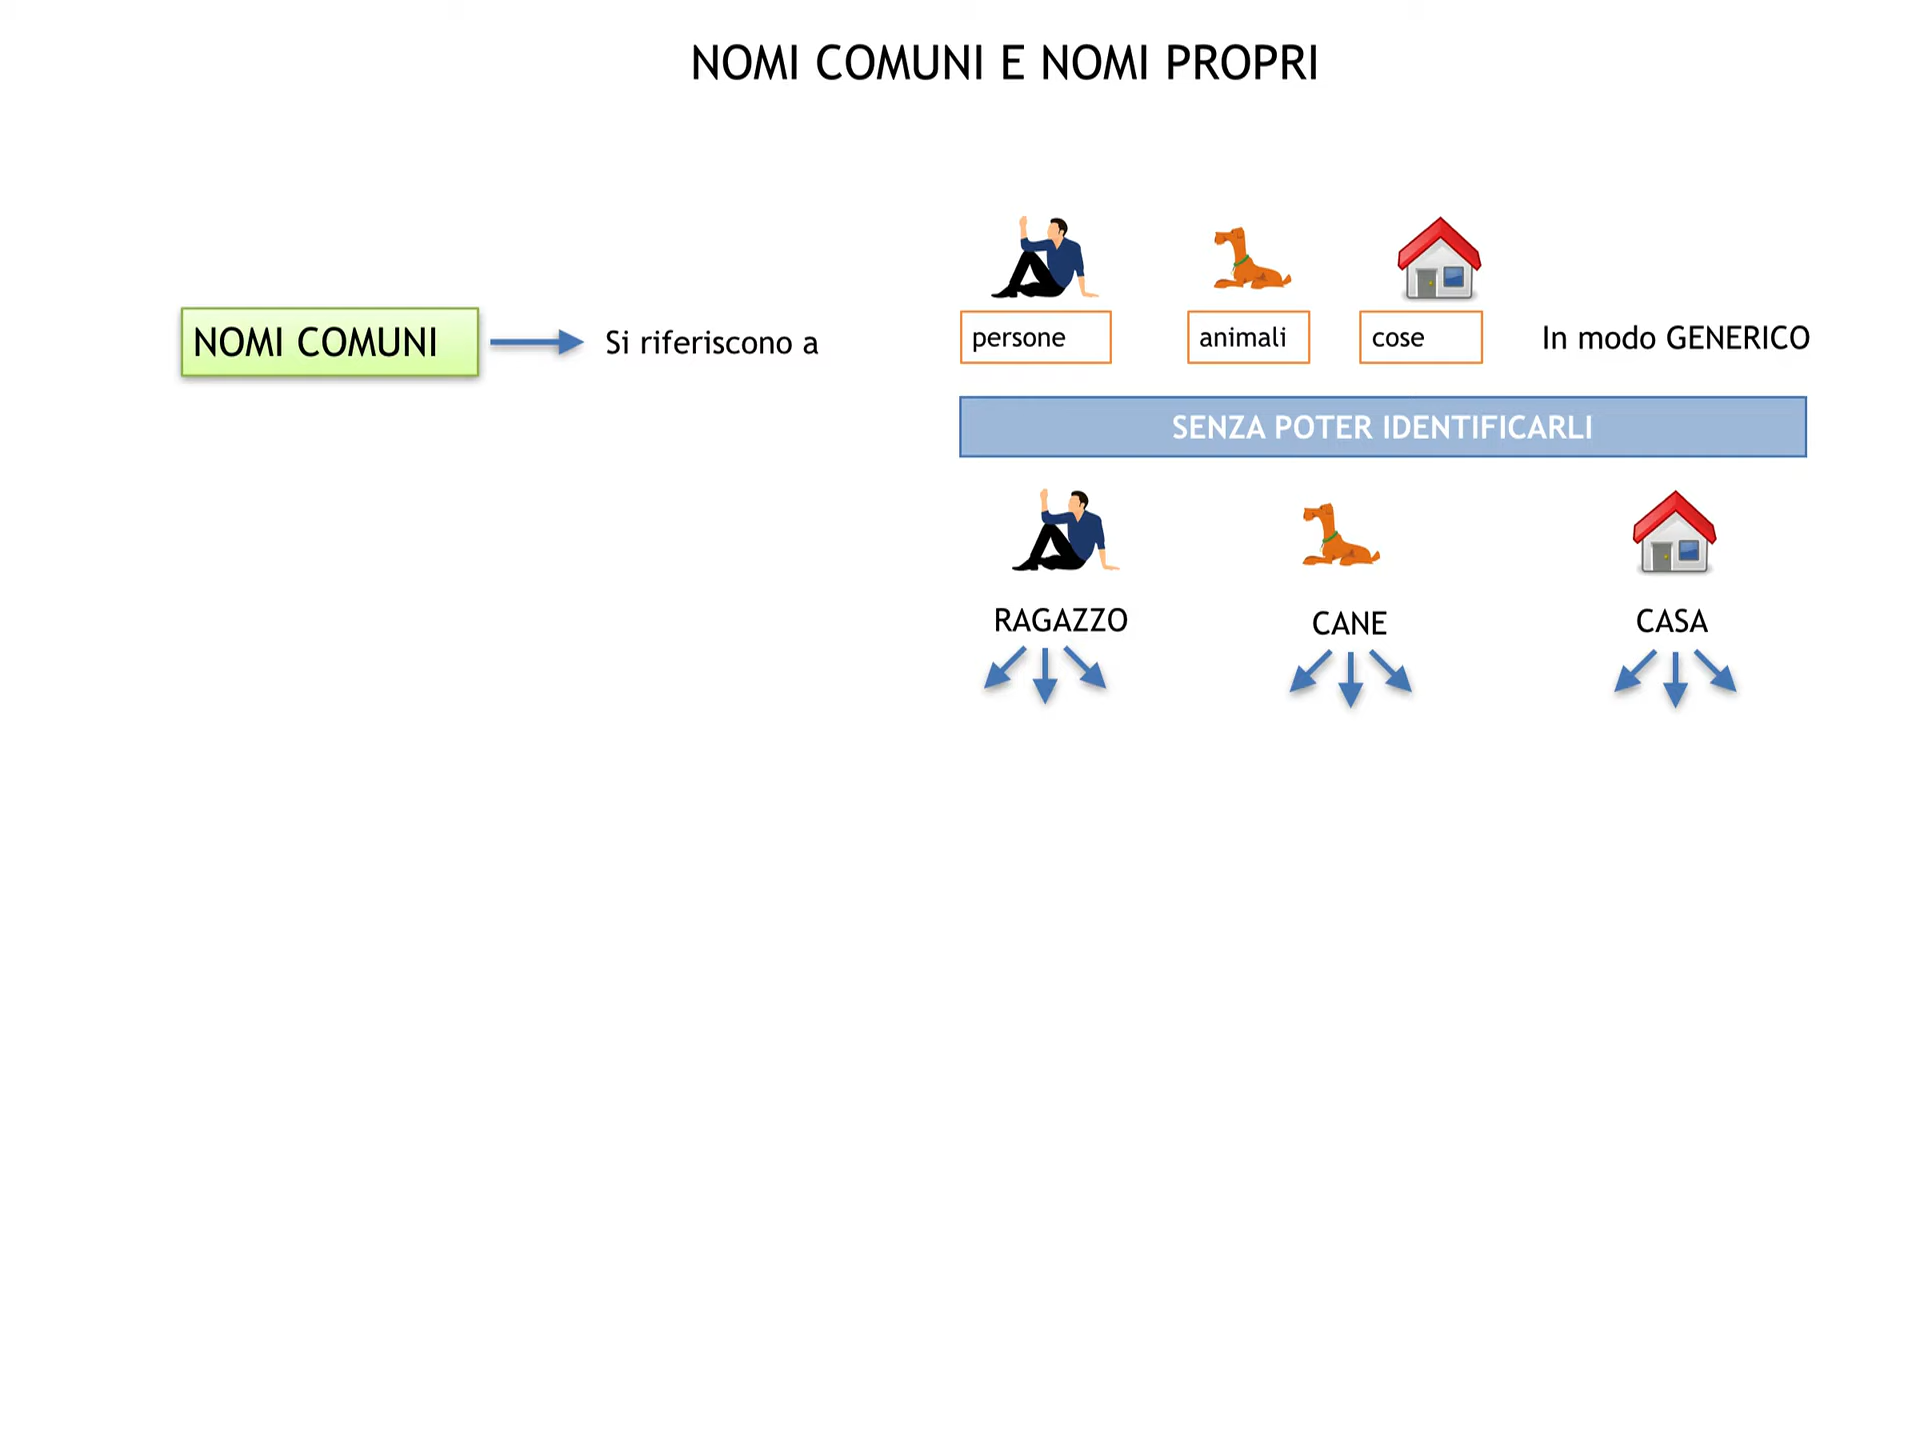 NOMI COMUNI E NOMI PROPRI
NOMI COMUNI
Si riferiscono a
persone
animali
cose
In modo GENERICO
SENZA POTER IDENTIFICARLI
RAGAZZO
CANE
CASA